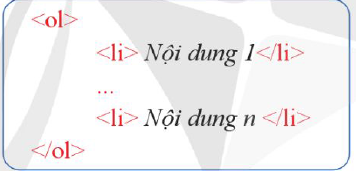 <ol>
<li> Nội dung 1</li>
...
<li> Nội dung n </li>
</ol>